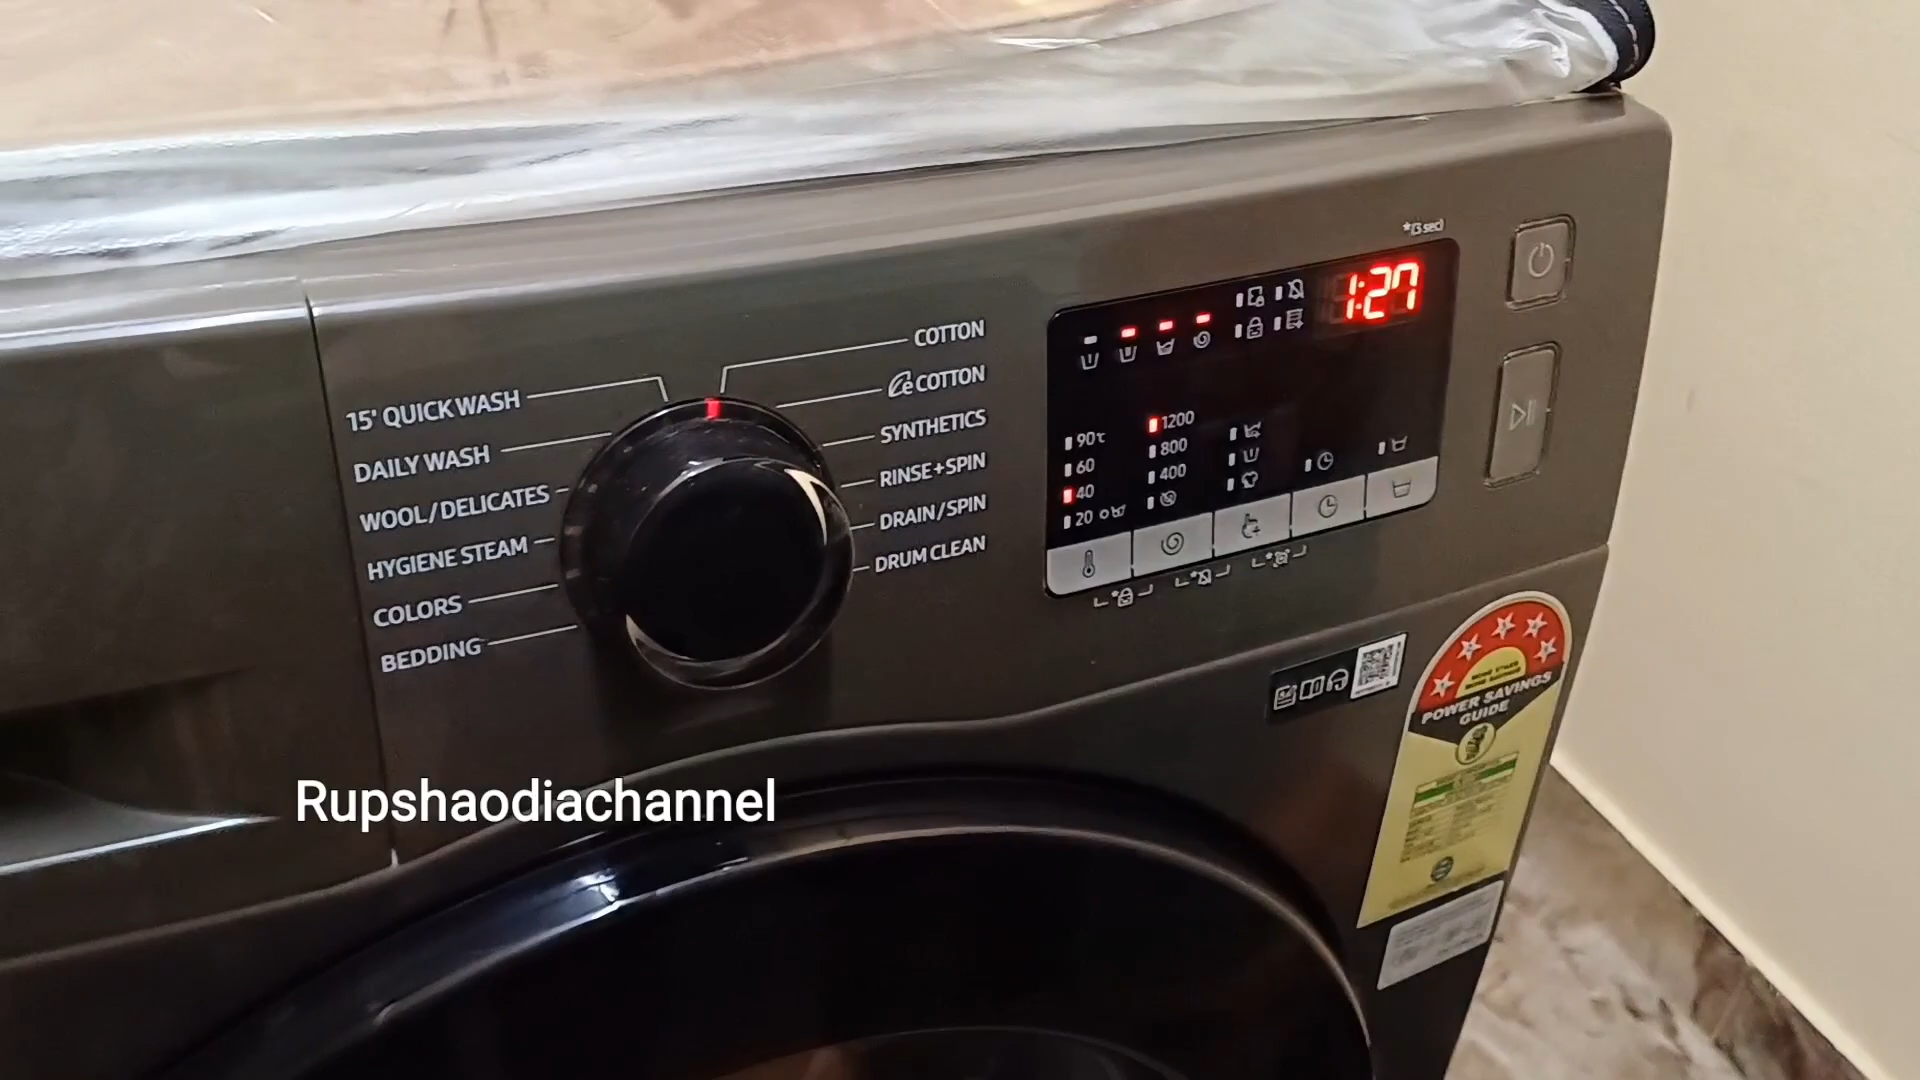 *(3 sec)
1:27
COTTON
e COTTON
SYNTHETICS
RINSE+SPIN
DRAIN/SPIN
DRUM CLEAN
15' QUICK WASH
DAILY WASH
WOOL/DELICATES
HYGIENE STEAM
COLORS
BEDDING
90℃
60
40
20
1200
800
400
POWER SAVINGS
GUIDE
Rupshaodiachannel